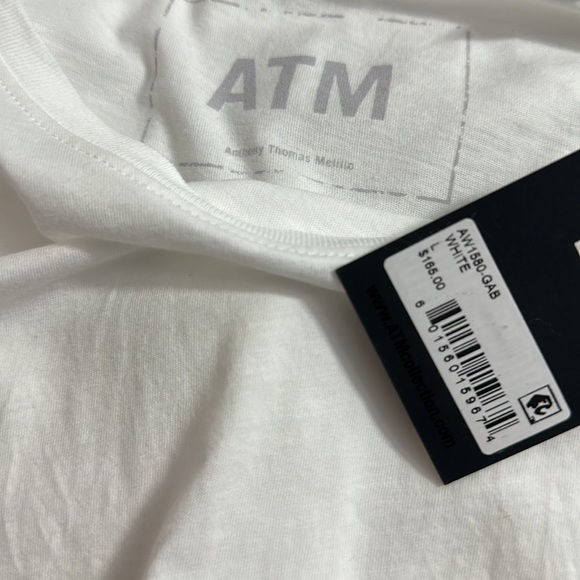 ATM
Anthony Thomas Melillo
AW1580-GAB
WHITE
L
$165.00
6 01560 15967 4
www.ATMcollection.com